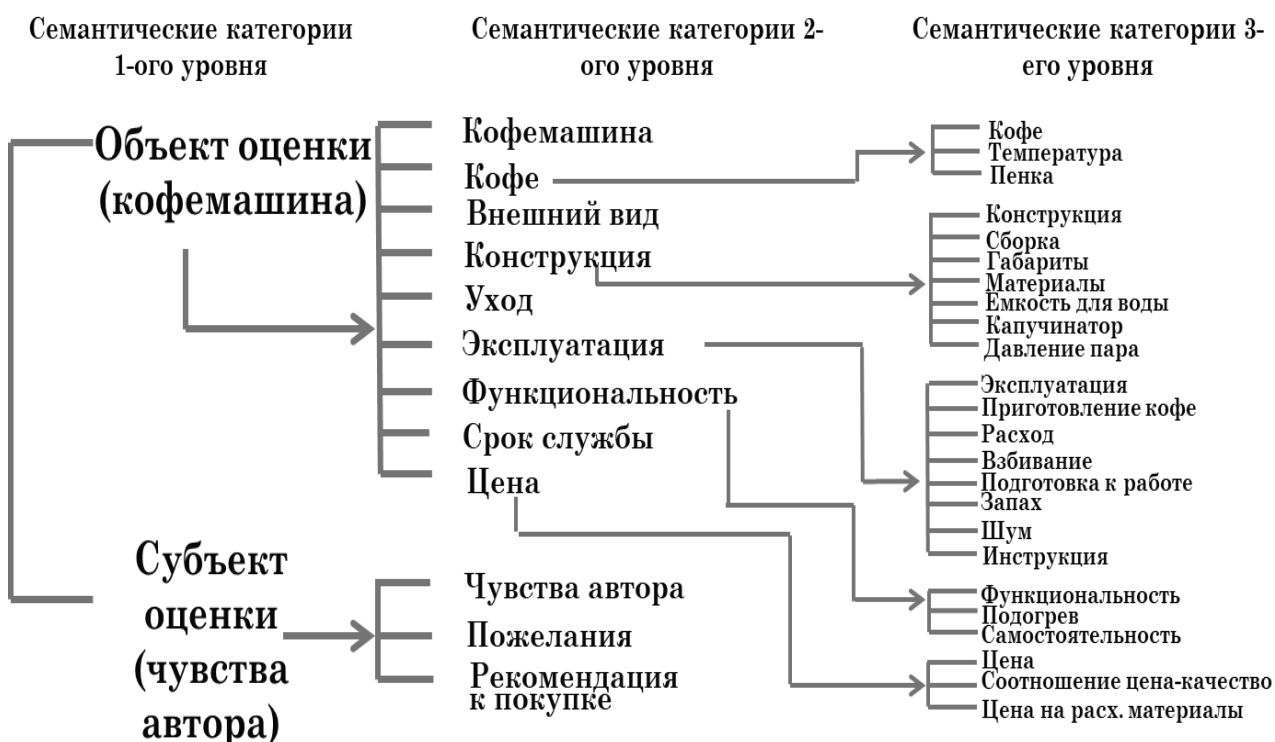 Семантические категории
1-ого уровня
Семантические категории 2-
ого уровня
Семантические категории 3-
его уровня
Объект оценки
(кофемашина)
Субъект
оценки
(чувства
автора)
Кофемашина
Кофе
Внешний вид
Конструкция
Уход
Эксплуатация
Функциональность
Срок службы
Цена
Чувства автора
Пожелания
Рекомендация
к покупке
Кофе
Температура
Пенка
Конструкция
Сборка
Габариты
Материалы
Емкость для воды
Капучинатор
Давление пара
Эксплуатация
Приготовление кофе
Расход
Взбивание
Подготовка к работе
Запах
Шум
Инструкция
Функциональность
Подогрев
Самостоятельность
Цена
Соотношение цена-качество
Цена на расх. материалы